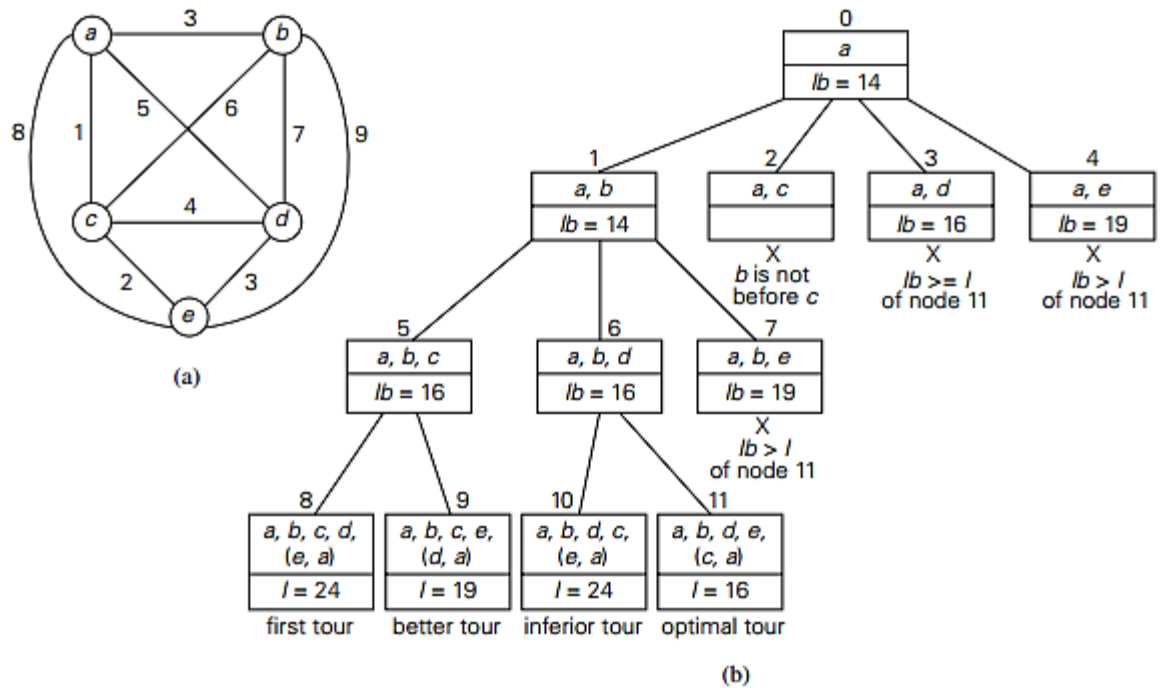 a
3
b
8
5
6
1
7
9
c
4
d
2
3
e
(a)
0
a
lb = 14
1
a, b
lb = 14
2
a, c
X
b is not
before c
3
a, d
lb = 16
X
lb >= l
of node 11
4
a, e
lb = 19
X
lb > l
of node 11
5
a, b, c
lb = 16
6
a, b, d
lb = 16
7
a, b, e
lb = 19
X
lb > l
of node 11
8
a, b, c, d,
(e, a)
l = 24
first tour
9
a, b, c, e,
(d, a)
l = 19
better tour
10
a, b, d, c,
(e, a)
l = 24
inferior tour
11
a, b, d, e,
(c, a)
l = 16
optimal tour
(b)